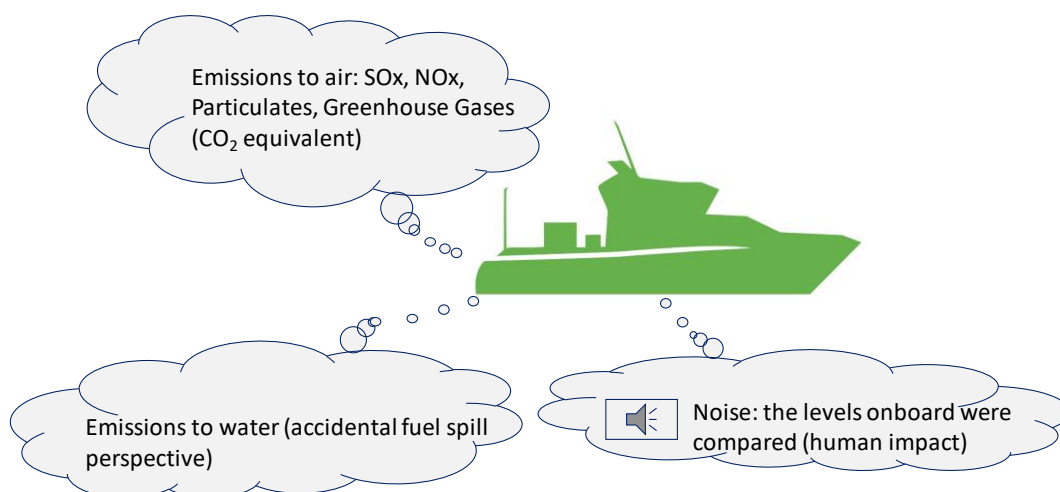 Emissions to air: SOx, NOx,
Particulates, Greenhouse Gases
(CO₂ equivalent)
Emissions to water (accidental fuel spill
perspective)
Noise: the levels onboard were
compared (human impact)